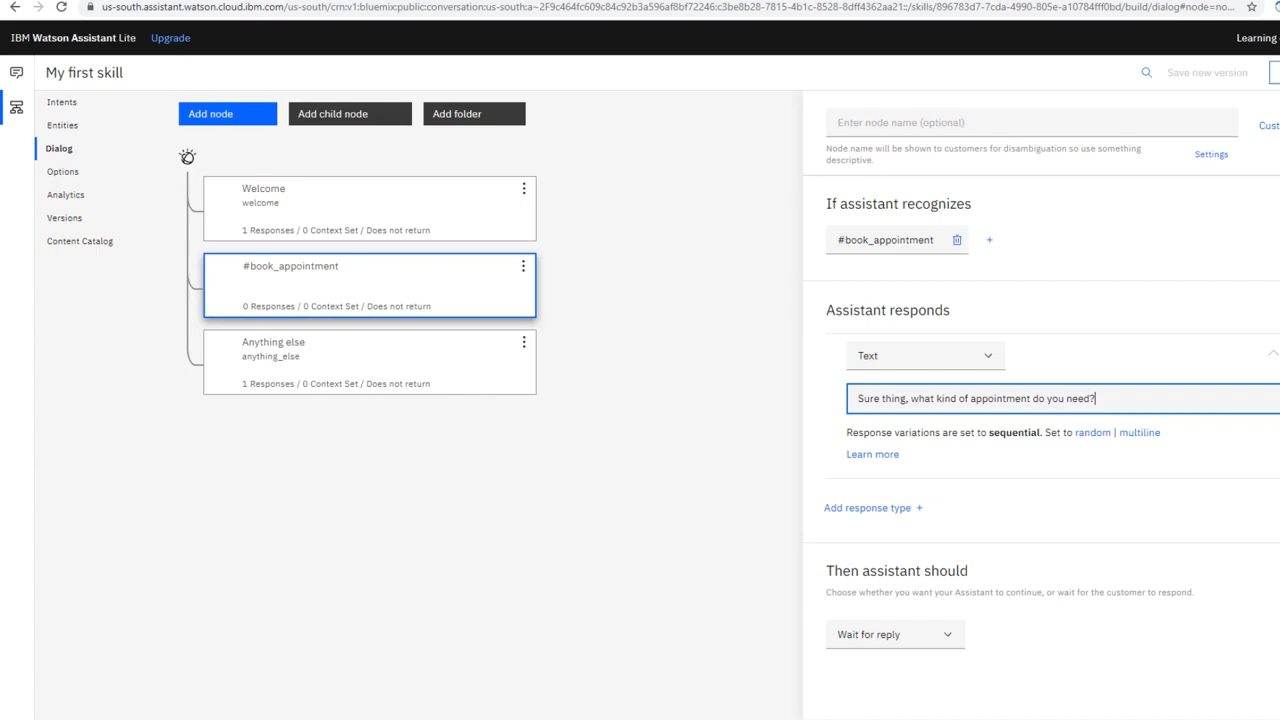 us-south.assistant.watson.cloud.ibm.com/us-south/crn:v1:bluemix:public:conversation:us-south:a~2F9c464fc609c84c92b3a596af8bf72246:c3be8b28-7815-4b1c-8528-8dff4362aa21::/skills/896783d7-7cda-4990-805e-a10784fff0bd/build/dialog#node=no...
IBM Watson Assistant Lite Upgrade Learning
My first skill Save new version
Intents
Entities
Dialog
Options
Analytics
Versions
Content Catalog
Add node Add child node Add folder
Welcome
welcome
1 Responses / 0 Context Set / Does not return
#book_appointment
0 Responses / 0 Context Set / Does not return
Anything else
anything_else
1 Responses / 0 Context Set / Does not return
Enter node name (optional) Cust
Node name will be shown to customers for disambiguation so use something
descriptive.
Settings
If assistant recognizes
#book_appointment +
Assistant responds
Text
Sure thing, what kind of appointment do you need?
Response variations are set to sequential. Set to random | multiline
Learn more
Add response type +
Then assistant should
Choose whether you want your Assistant to continue, or wait for the customer to respond.
Wait for reply